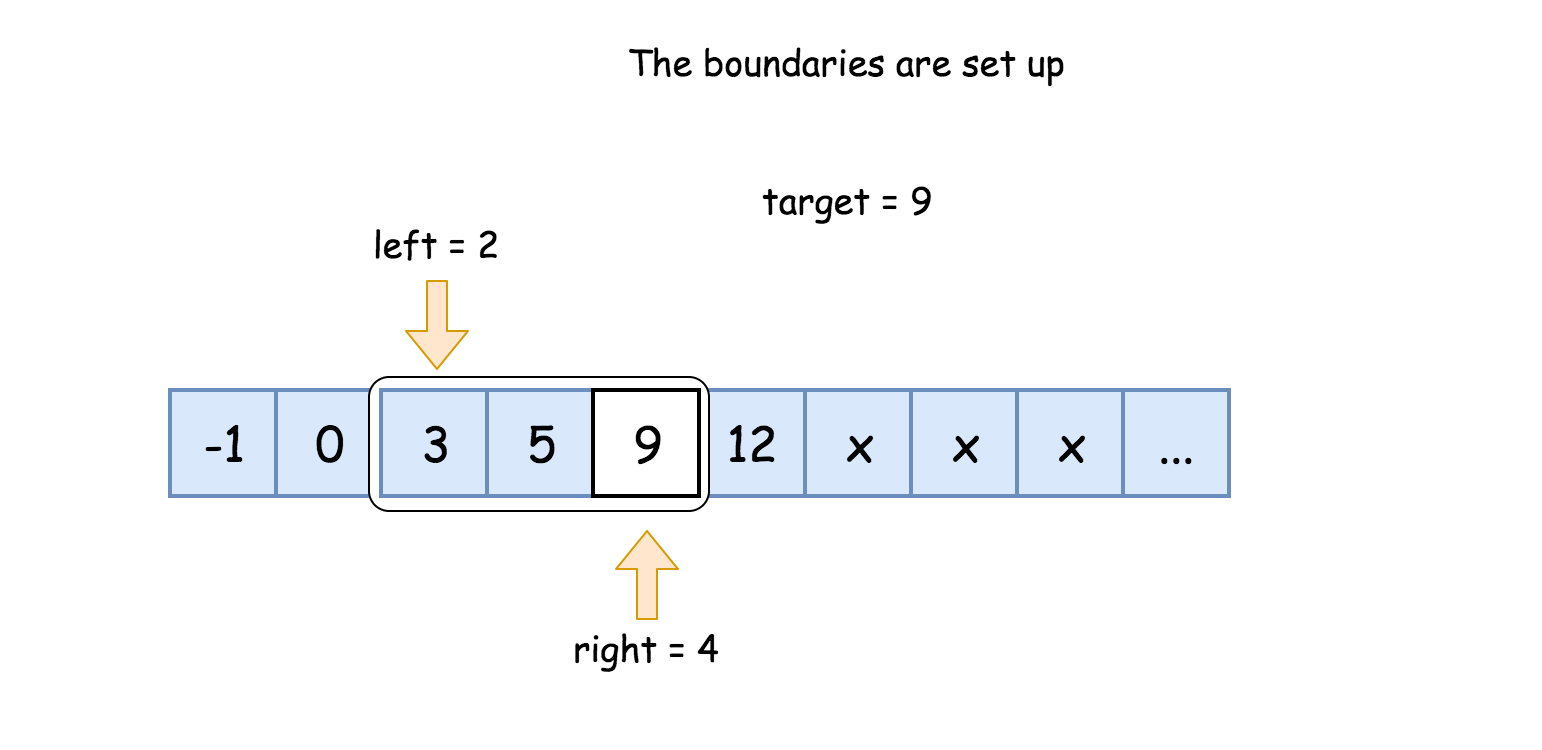 The boundaries are set up
target = 9
left = 2
-1 0 3 5 9 12 x x x ...
right = 4